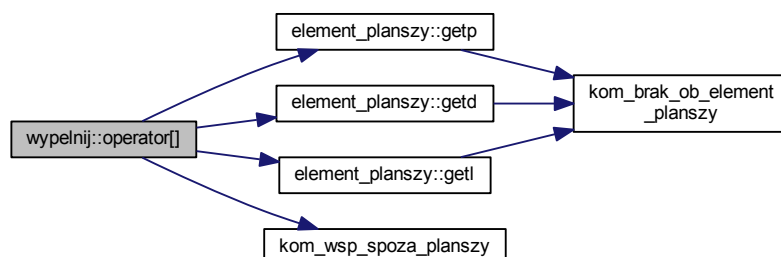 element_planszy::getp
kom_brak_ob_element
_planszy
element_planszy::getd
wypelnij::operator[]
element_planszy::getl
kom_wsp_spoza_planszy